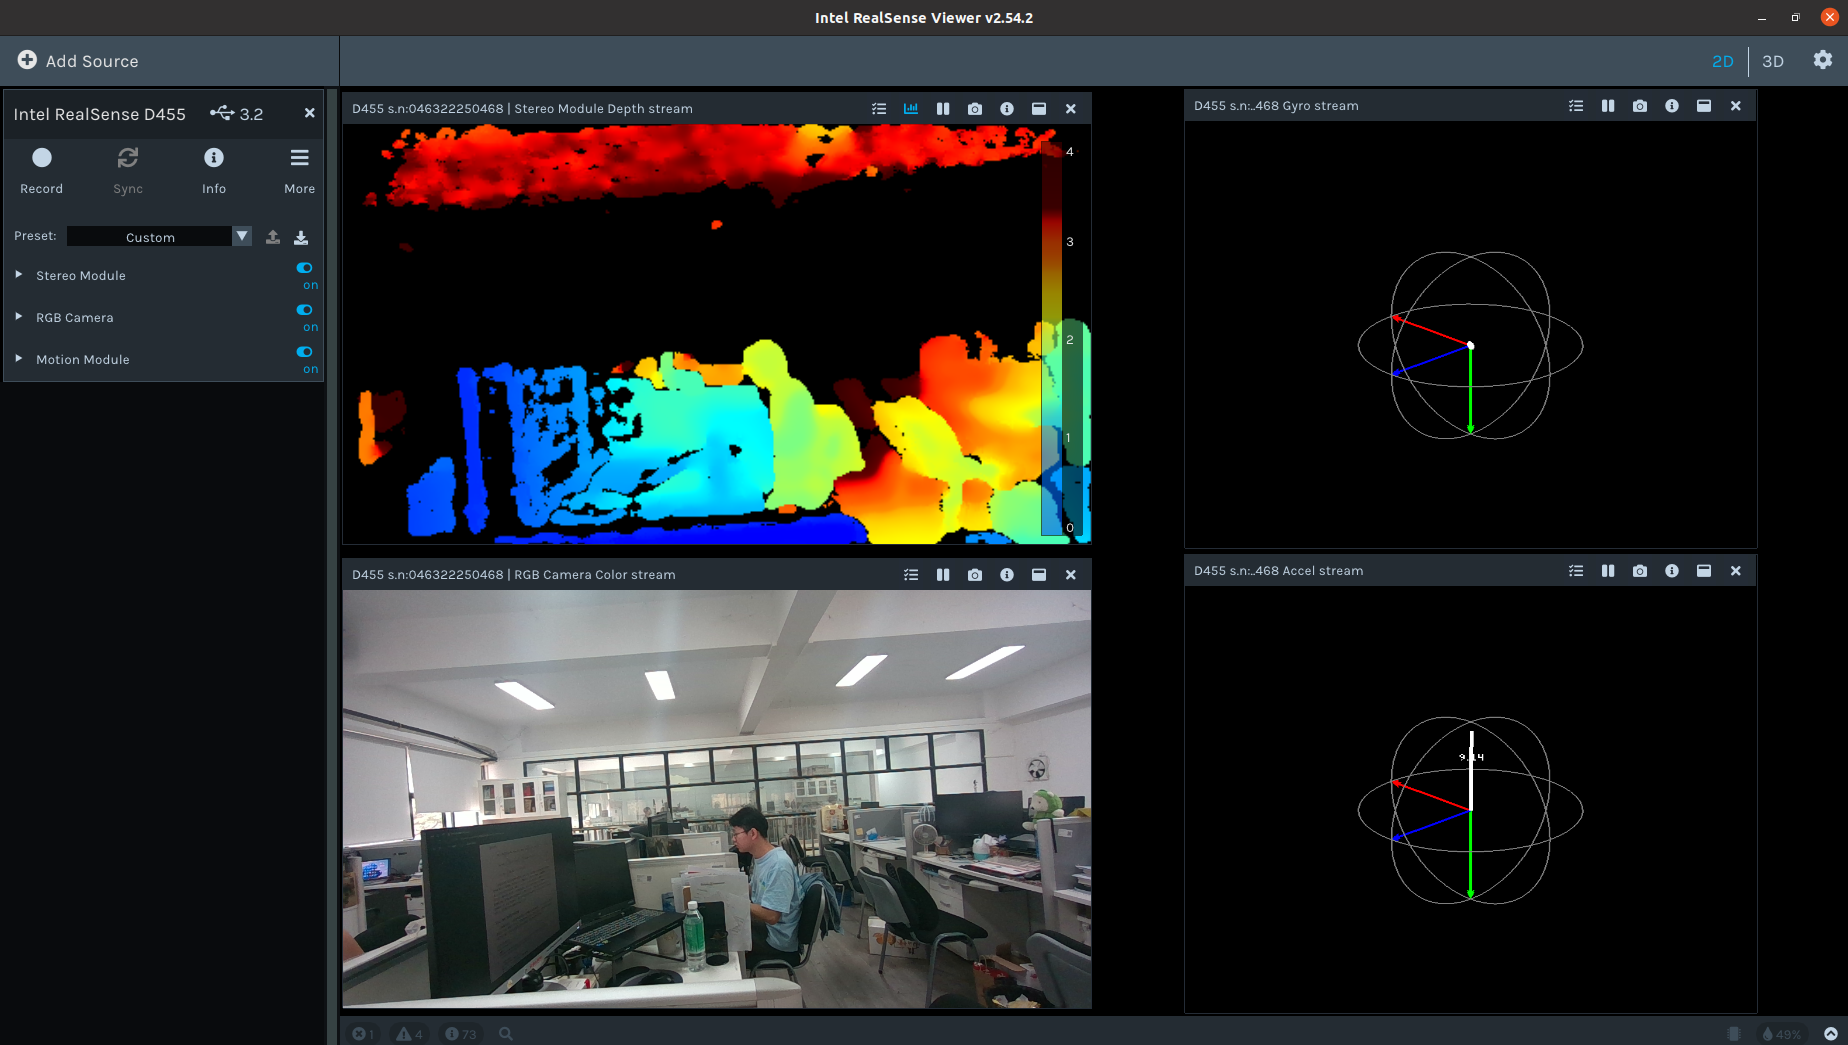 Intel RealSense Viewer v2.54.2
Add Source
2D
3D
Intel RealSense D455
3.2
Record
Sync
Info
More
Preset:
Custom
Stereo Module
on
RGB Camera
on
Motion Module
on
D455 s.n:046322250468 | Stereo Module Depth stream
4
3
2
1
0
D455 s.n:..468 Gyro stream
D455 s.n:046322250468 | RGB Camera Color stream
D455 s.n:..468 Accel stream
9.14
1
4
73
49%